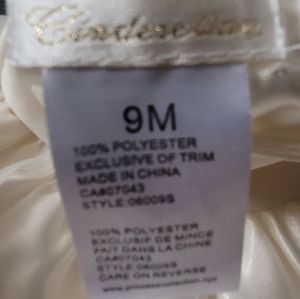 9M
100% POLYESTER
EXCLUSIVE OF TRIM
MADE IN CHINA
CA#07043
STYLE:06009S
100% POLYESTER
EXCLUSIF DE MINCE
FAIT DANS LA CHINE
CA#07043
STYLE:06009S
CARE ON REVERSE